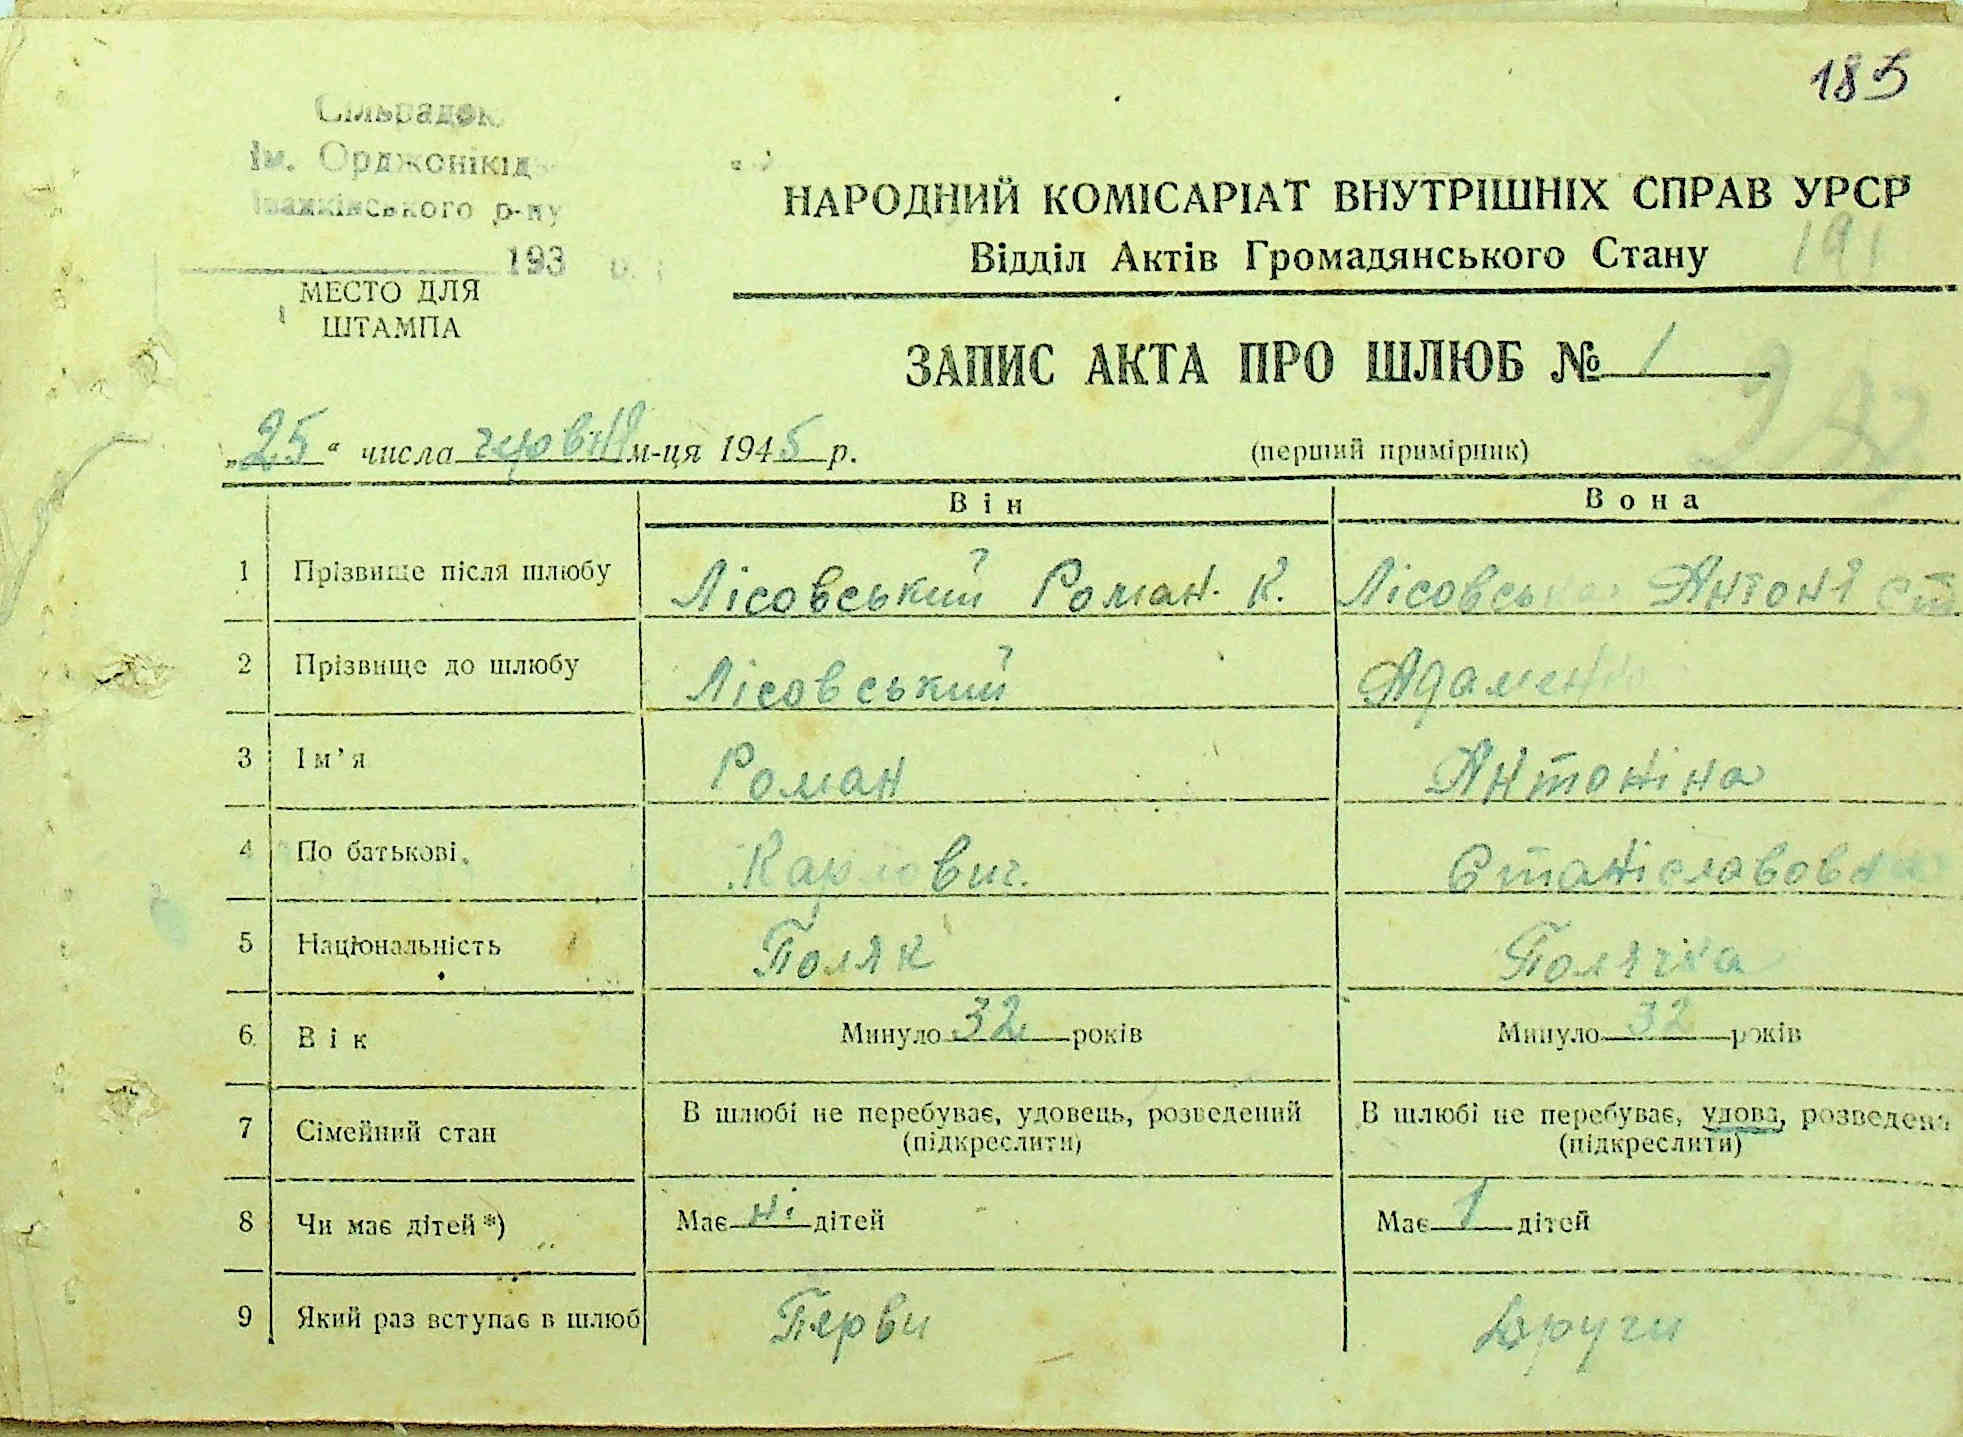 183
Сільрадок
Ім. Орджонікід
р-ну
193 р.
МЕСТО ДЛЯ
ШТАМПА
НАРОДНИЙ КОМІСАРІАТ ВНУТРІШНІХ СПРАВ УРСР
Відділ Актів Громадянського Стану
191
ЗАПИС АКТА ПРО ШЛЮБ № 1
„25“ числа червня м-ця 1945 р.
(перший примірник)
Він Вона
1 Прізвище після шлюбу Лісовський Роман. К. Лісовська Антоні Ст
2 Прізвище до шлюбу Лісовський Адаменко
3 Ім'я Роман Антоніна
4 По батькові Карлович. Станіславовна
5 Національність Поляк Полячка
6 Вік Минуло 32 років Минуло 32 років
7 Сімейний стан В шлюбі не перебуває, удовець, розведений В шлюбі не перебуває, удова, розведена
(підкреслити) (підкреслити)
8 Чи має дітей *) Має ні дітей Має 1 дітей
9 Який раз вступає в шлюб Перви Други